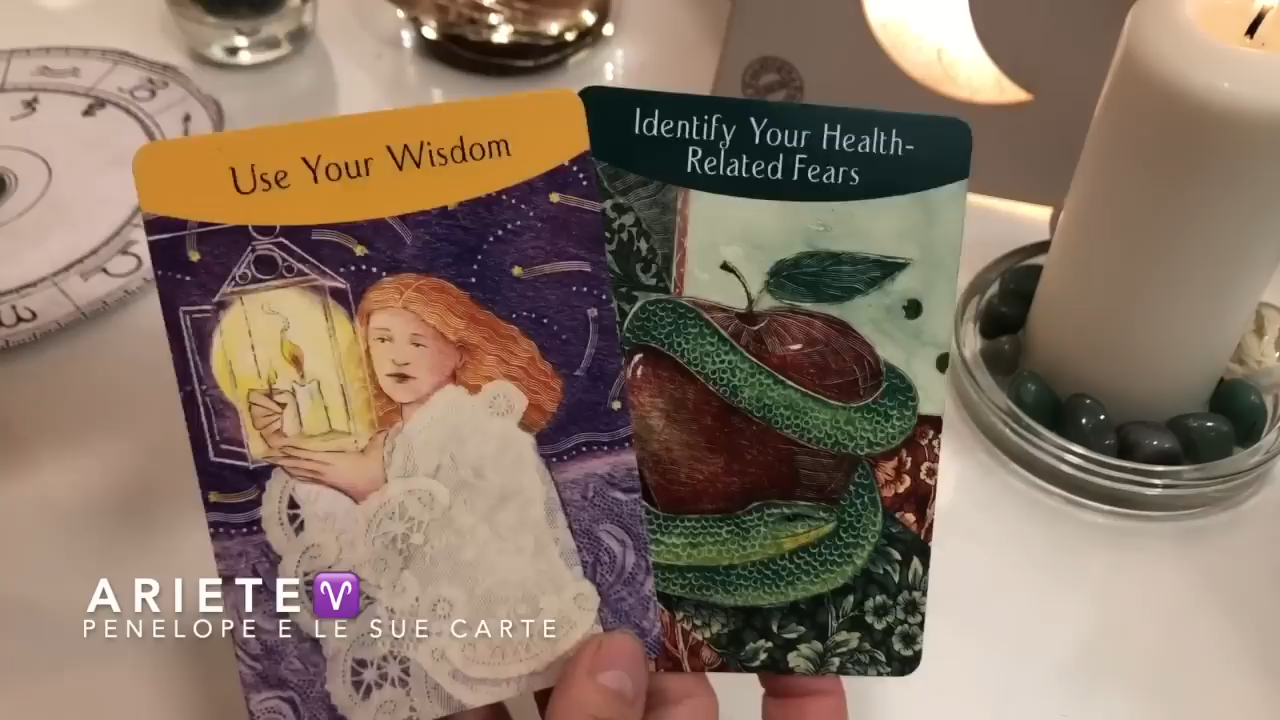 Use Your Wisdom
Identify Your Health-
Related Fears
ARIETE♈
PENELOPE E LE SUE CARTE